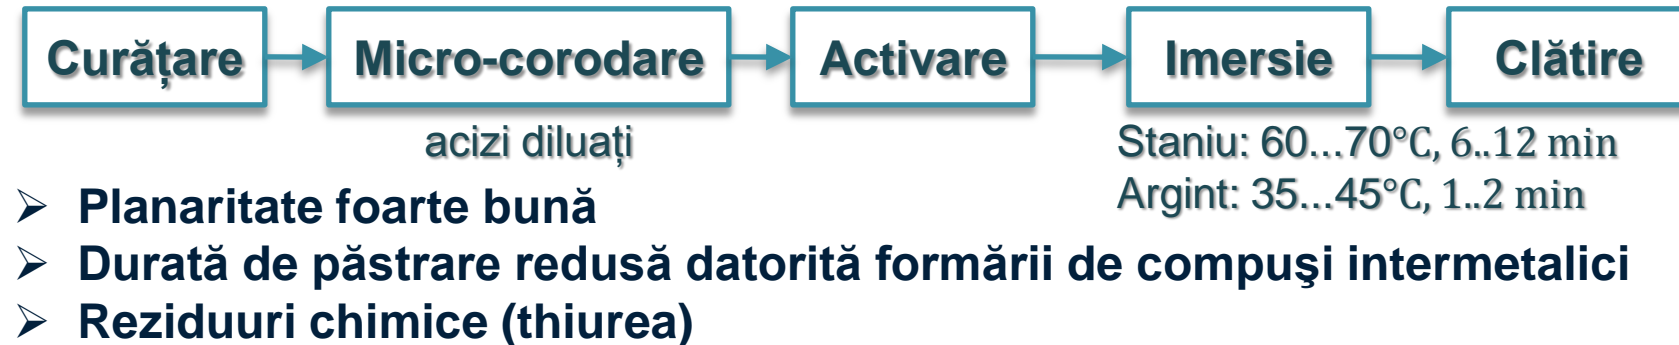 Curățare Micro-corodare Activare Imersie Clătire
acizi diluați
Staniu: 60…70°C, 6..12 min
Argint: 35…45°C, 1..2 min
➢ Planaritate foarte bună
➢ Durată de păstrare redusă datorită formării de compuşi intermetalici
➢ Reziduuri chimice (thiurea)